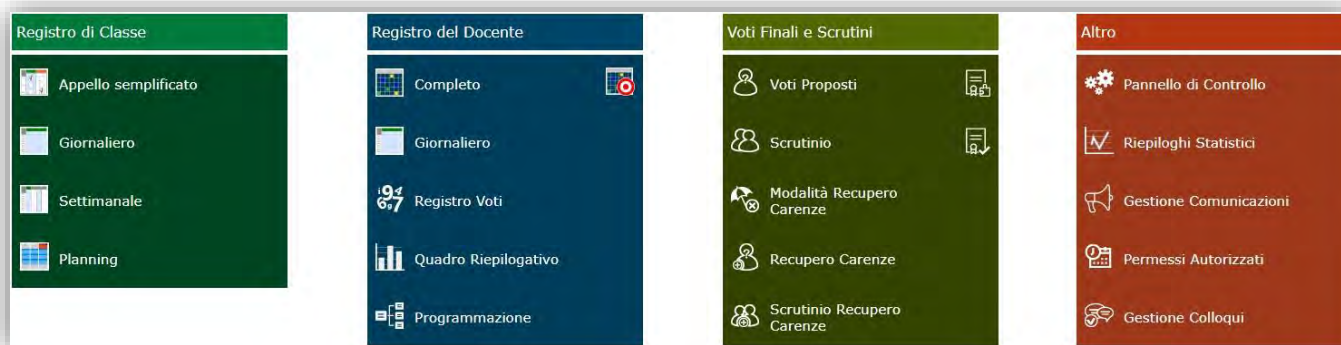 Registro di Classe
Appello semplificato
Giornaliero
Settimanale
Planning
Registro del Docente
Completo
Giornaliero
Registro Voti
Quadro Riepilogativo
Programmazione
Voti Finali e Scrutini
Voti Proposti
Scrutinio
Modalità Recupero
Carenze
Recupero Carenze
Scrutinio Recupero
Carenze
Altro
Pannello di Controllo
Riepiloghi Statistici
Gestione Comunicazioni
Permessi Autorizzati
Gestione Colloqui